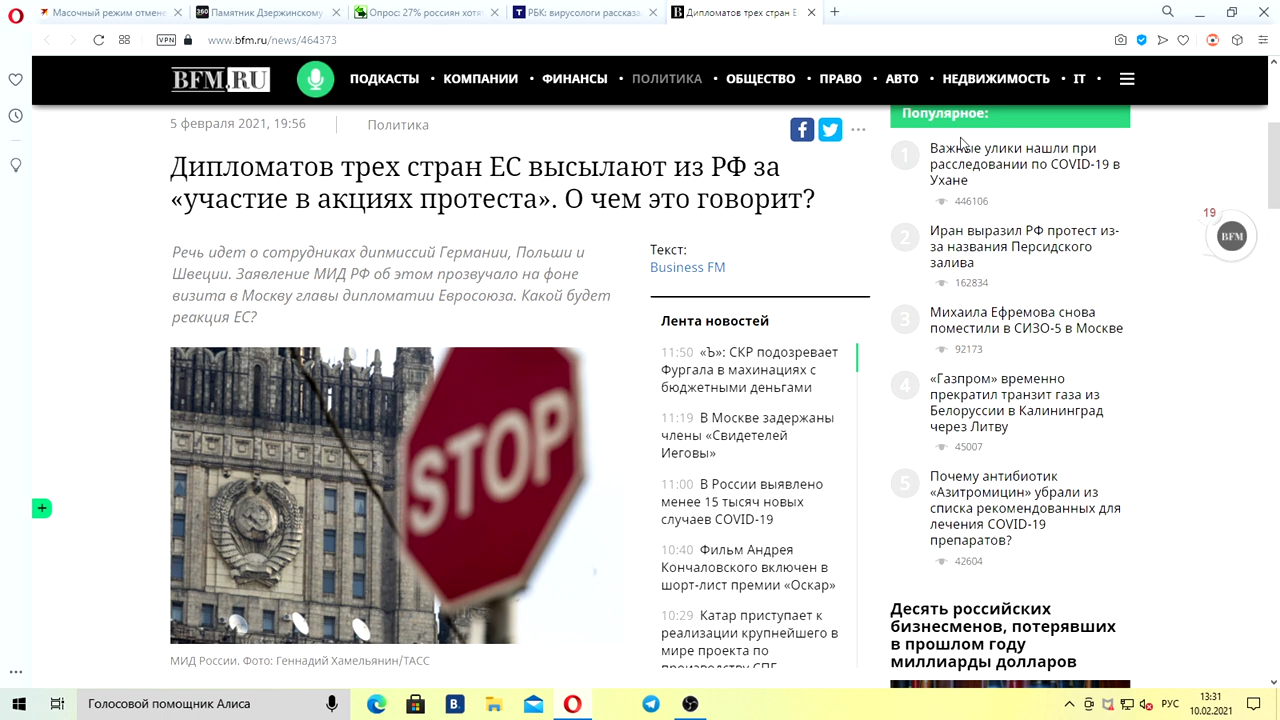 Масочный режим отмене
360 Памятник Дзержинскому
Опрос: 27% россиян хотят
РБК: вирусологи рассказа
Дипломатов трех стран Е
VPN
www.bfm.ru/news/464373
BFM.RU
ПОДКАСТЫ • КОМПАНИИ • ФИНАНСЫ • ПОЛИТИКА • ОБЩЕСТВО • ПРАВО • АВТО • НЕДВИЖИМОСТЬ • IT •
5 февраля 2021, 19:56
Политика
Дипломатов трех стран ЕС высылают из РФ за
«участие в акциях протеста». О чем это говорит?
Речь идет о сотрудниках дипмиссий Германии, Польши и
Швеции. Заявление МИД РФ об этом прозвучало на фоне
визита в Москву главы дипломатии Евросоюза. Какой будет
реакция ЕС?
STOP
МИД России. Фото: Геннадий Хамельянин/ТАСС
Текст:
Business FM
Лента новостей
11:50 «Ъ»: СКР подозревает
Фургала в махинациях с
бюджетными деньгами
11:19 В Москве задержаны
члены «Свидетелей
Иеговы»
11:00 В России выявлено
менее 15 тысяч новых
случаев COVID-19
10:40 Фильм Андрея
Кончаловского включен в
шорт-лист премии «Оскар»
10:29 Катар приступает к
реализации крупнейшего в
мире проекта по
производству СПГ
Популярное:
1 Важные улики нашли при
расследовании по COVID-19 в
Ухане
446106
2 Иран выразил РФ протест из-
за названия Персидского
залива
162834
3 Михаила Ефремова снова
поместили в СИЗО-5 в Москве
92173
4 «Газпром» временно
прекратил транзит газа из
Белоруссии в Калининград
через Литву
45007
5 Почему антибиотик
«Азитромицин» убрали из
списка рекомендованных для
лечения COVID-19
препаратов?
42604
Десять российских
бизнесменов, потерявших
в прошлом году
миллиарды долларов
19
BFM
Голосовой помощник Алиса
РУС
13:31
10.02.2021